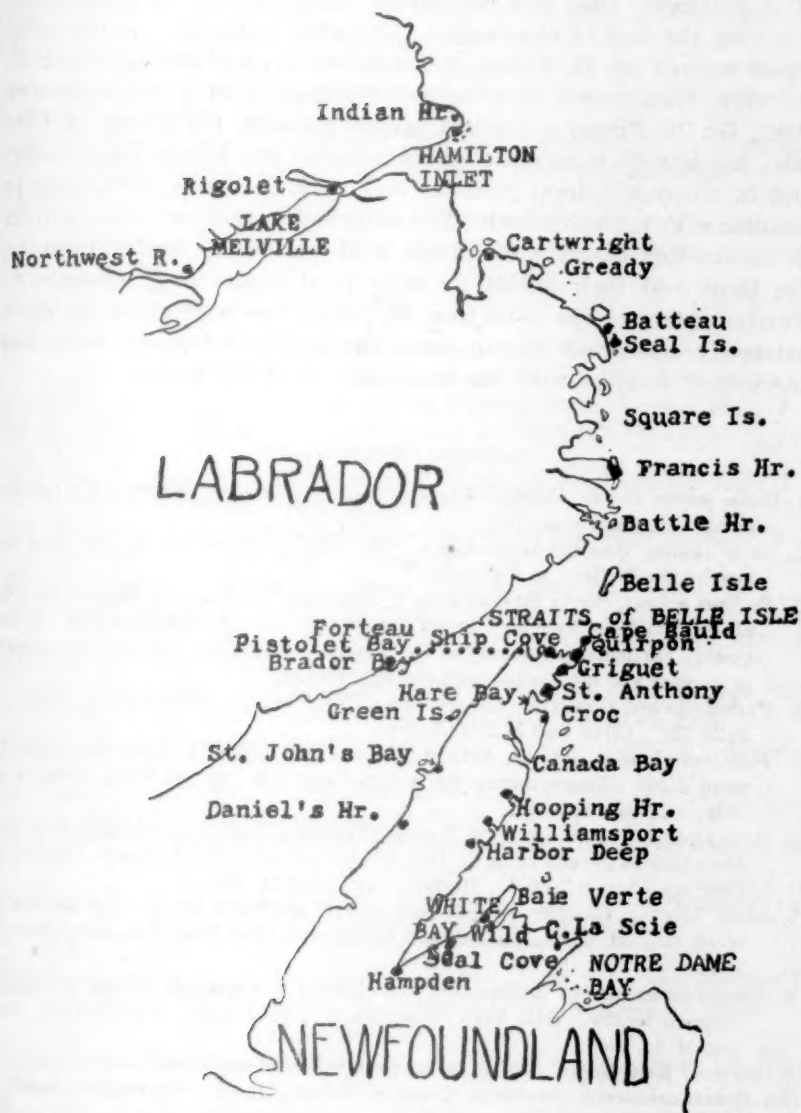 Indian Hr.
HAMILTON
INLET
Rigolet
LAKE
MELVILLE
Northwest R.
Cartwright
Gready
Batteau
Seal Is.
Square Is.
LABRADOR
Francis Hr.
Battle Hr.
Belle Isle
STRAITS of BELLE ISLE
Forteau
Cape Bauld
Pistolet Bay. Ship Cove
Quirpon
Brador B
Griguet
Hare Bay
St. Anthony
Green Is.
Croc
St. John's Bay
Canada Bay
Daniel's Hr.
Hooping Hr.
Williamsport
Harbor Deep
WHITE
BAY
Baie Verte
Wild C.
La Scie
Seal Cove
NOTRE DAME
BAY
Hampden
NEWFOUNDLAND